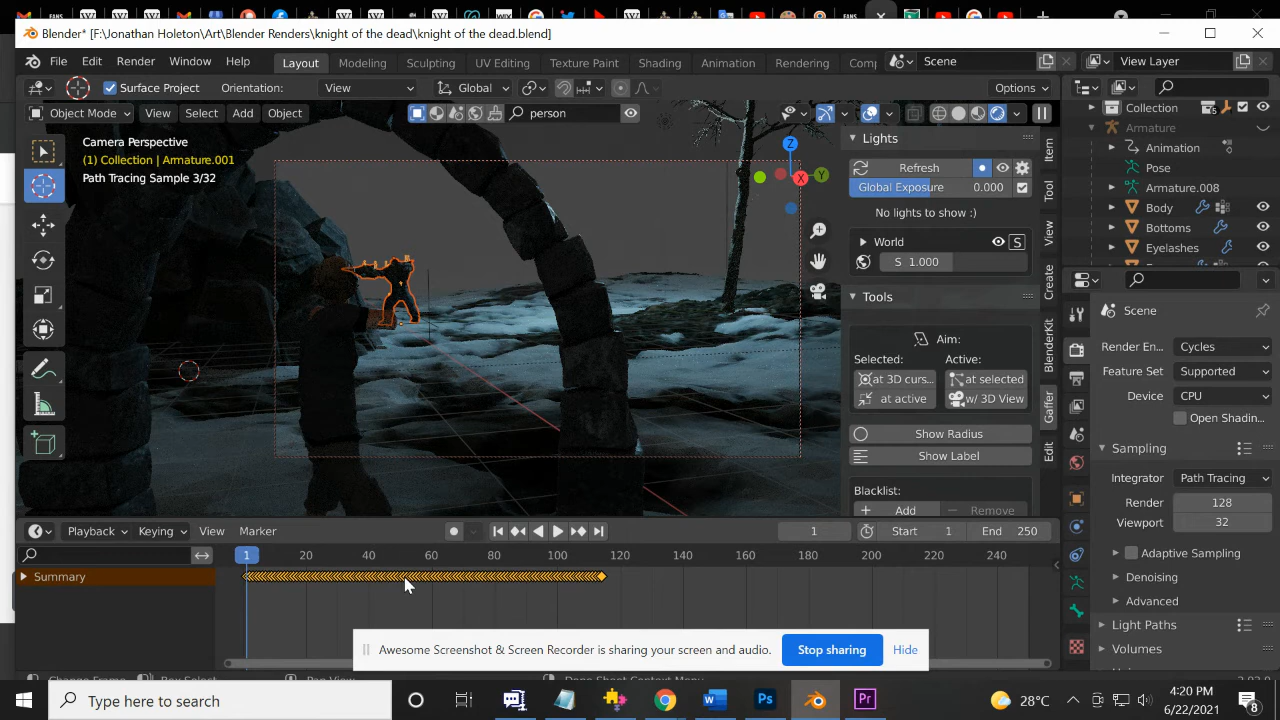 Blender* [F:\Jonathan Holeton\Art\Blender Renders\knight of the dead\knight of the dead.blend]
File Edit Render Window Help Layout Modeling Sculpting UV Editing Texture Paint Shading Animation Rendering Comp Scene View Layer
Surface Project Orientation: View Global Options
Object Mode View Select Add Object person
Camera Perspective
(1) Collection | Armature.001
Path Tracing Sample 3/32
Z
Y
X
Lights
Refresh
Global Exposure 0.000
No lights to show :)
World S
S 1.000
Tools
Aim:
Selected: Active:
at 3D curs... at selected
at active w/ 3D View
Show Radius
Show Label
Blacklist:
Add Remove
Item
Tool
View
Create
BlenderKit
Gaffer
Edit
Collection
Armature
Animation
Pose
Armature.008
Body
Bottoms
Eyelashes
Scene
Render En... Cycles
Feature Set Supported
Device CPU
Open Shadin...
Sampling
Integrator Path Tracing
Render 128
Viewport 32
Adaptive Sampling
Denoising
Advanced
Light Paths
Volumes
Playback Keying View Marker 1 Start 1 End 250
1 20 40 60 80 100 120 140 160 180 200 220 240
Summary
Awesome Screenshot & Screen Recorder is sharing your screen and audio. Stop sharing Hide
Type here to search
28°C
4:20 PM
6/22/2021
8